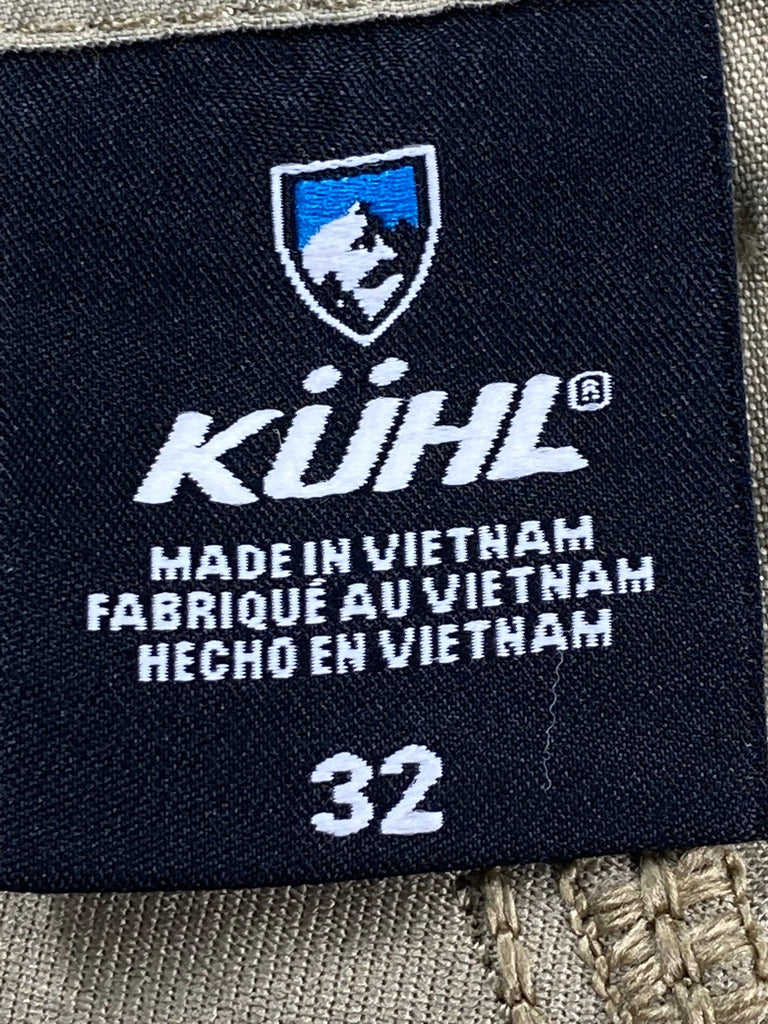 KÜHL®
MADE IN VIETNAM
FABRIQUÉ AU VIETNAM
HECHO EN VIETNAM
32